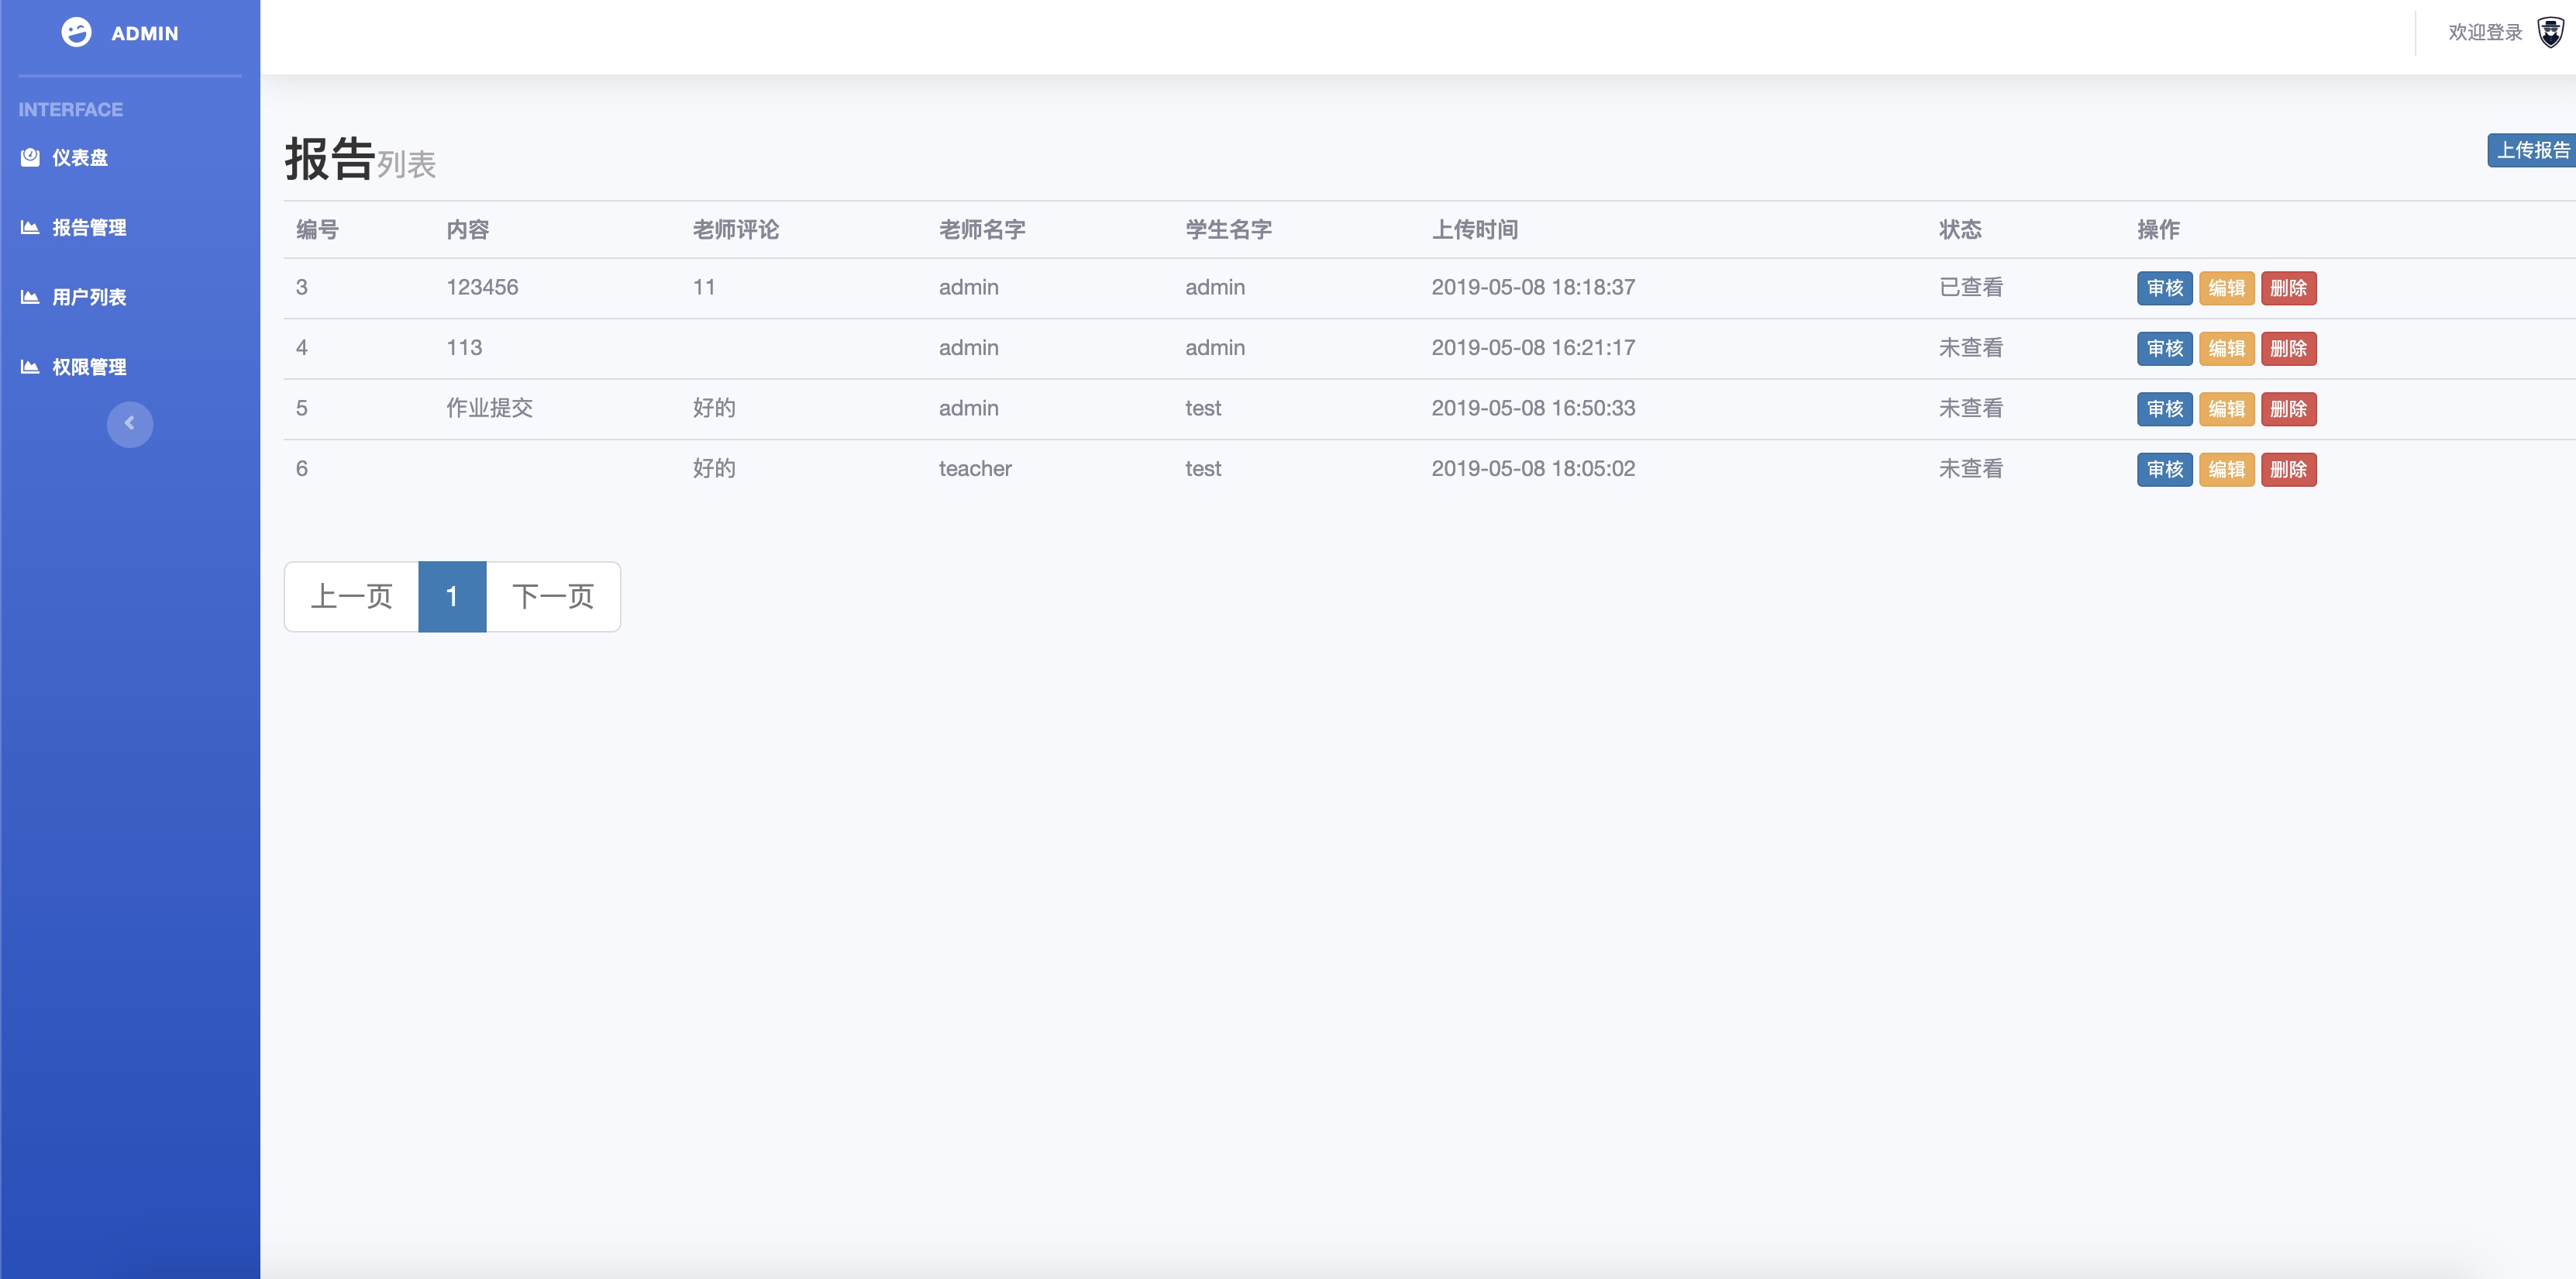 ADMIN
欢迎登录
INTERFACE
仪表盘
报告管理
用户列表
权限管理
报告列表
上传报告
编号 内容 老师评论 老师名字 学生名字 上传时间 状态 操作
3 123456 11 admin admin 2019-05-08 18:18:37 已查看 审核 编辑 删除
4 113 admin admin 2019-05-08 16:21:17 未查看 审核 编辑 删除
5 作业提交 好的 admin test 2019-05-08 16:50:33 未查看 审核 编辑 删除
6 好的 teacher test 2019-05-08 18:05:02 未查看 审核 编辑 删除
上一页 1 下一页